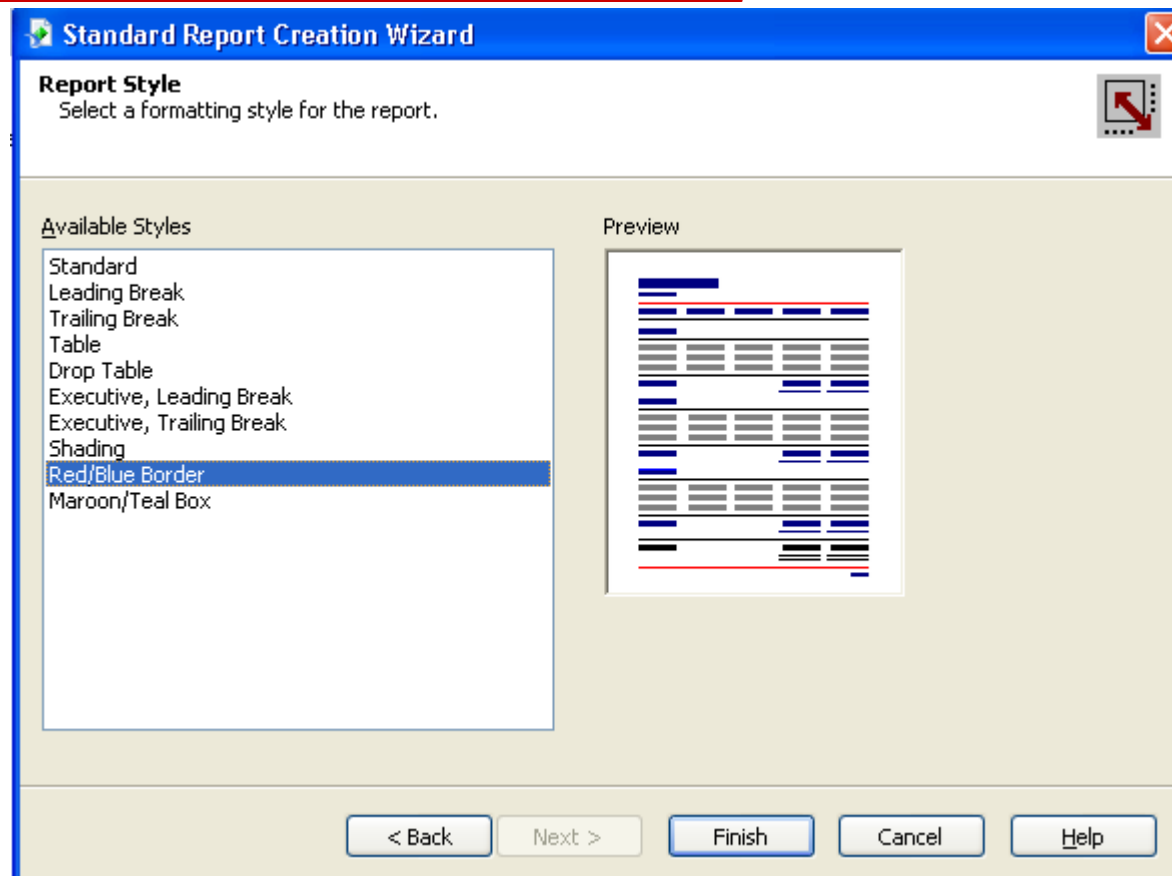 Standard Report Creation Wizard
Report Style
Select a formatting style for the report.
Available Styles
Standard
Leading Break
Trailing Break
Table
Drop Table
Executive, Leading Break
Executive, Trailing Break
Shading
Red/Blue Border
Maroon/Teal Box
Preview
< Back Next > Finish Cancel Help